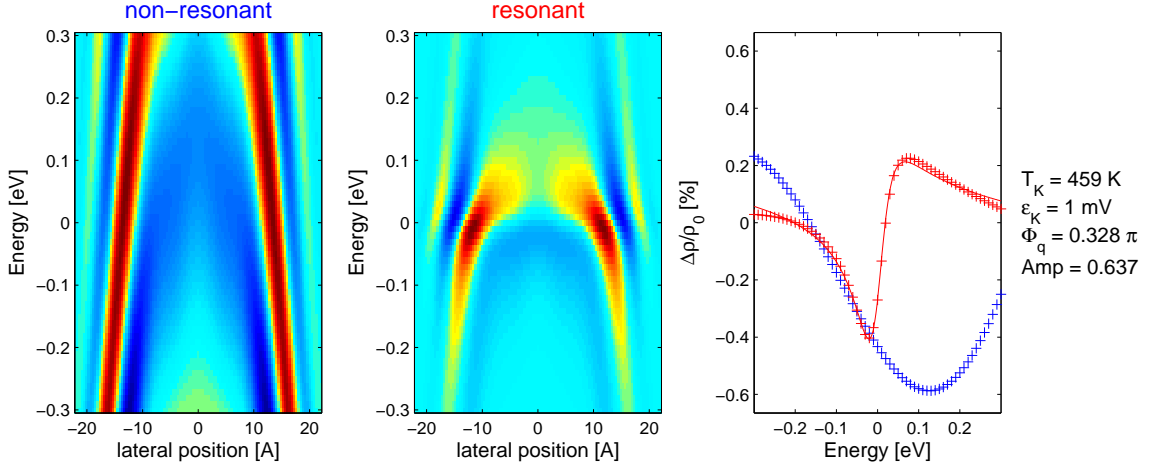 non−resonant
0.3
0.2
0.1
0
−0.1
−0.2
−0.3
Energy [eV]
−20 −10 0 10 20
lateral position [A]
resonant
0.3
0.2
0.1
0
−0.1
−0.2
−0.3
Energy [eV]
−20 −10 0 10 20
lateral position [A]
0.6
0.4
0.2
0
−0.2
−0.4
−0.6
Δρ/ρ0 [%]
−0.2 −0.1 0 0.1 0.2
Energy [eV]
TK = 459 K
εK = 1 mV
Φq = 0.328 π
Amp = 0.637